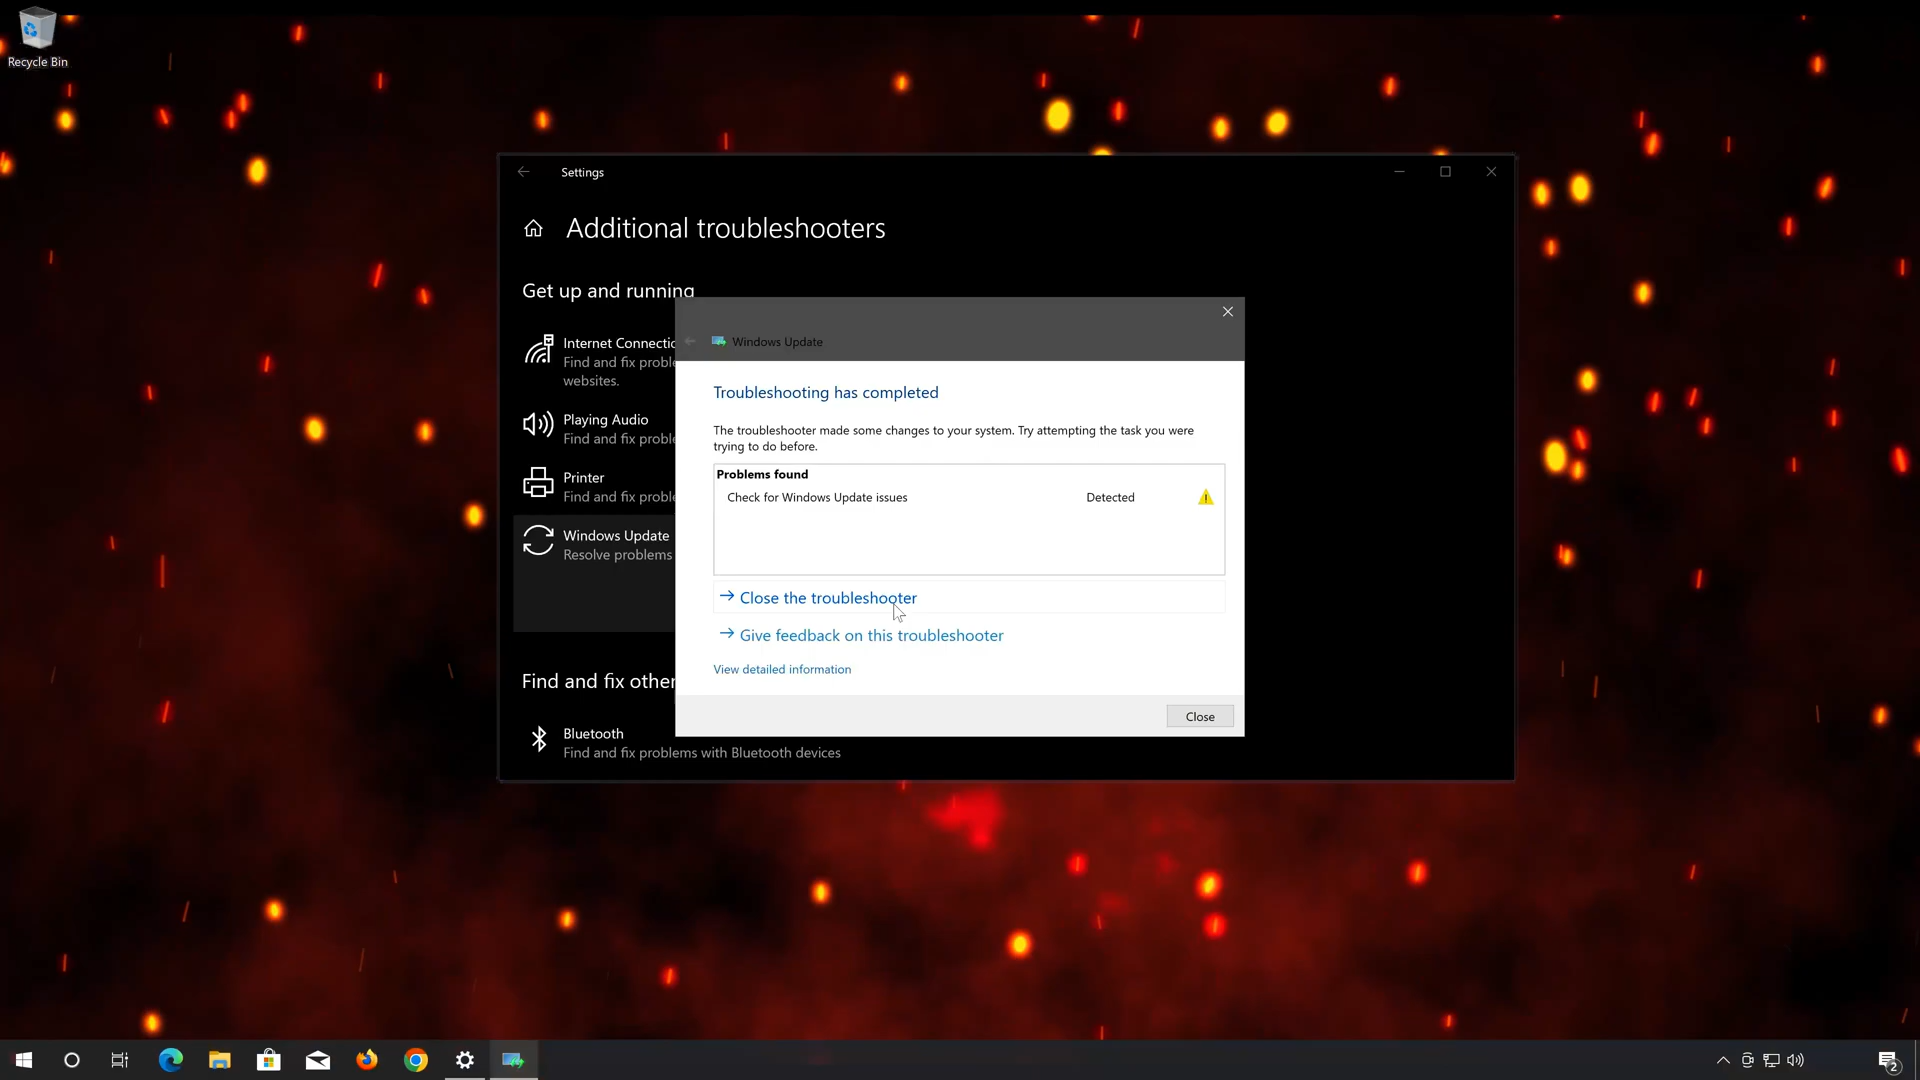 Recycle Bin
Settings
Additional troubleshooters
Get up and running
Internet Connectio
Find and fix proble
websites.
Playing Audio
Find and fix proble
Printer
Find and fix proble
Windows Update
Resolve problems
Find and fix other
Bluetooth
Find and fix problems with Bluetooth devices
Windows Update
Troubleshooting has completed
The troubleshooter made some changes to your system. Try attempting the task you were
trying to do before.
Problems found
Check for Windows Update issues Detected
Close the troubleshooter
Give feedback on this troubleshooter
View detailed information
Close
2